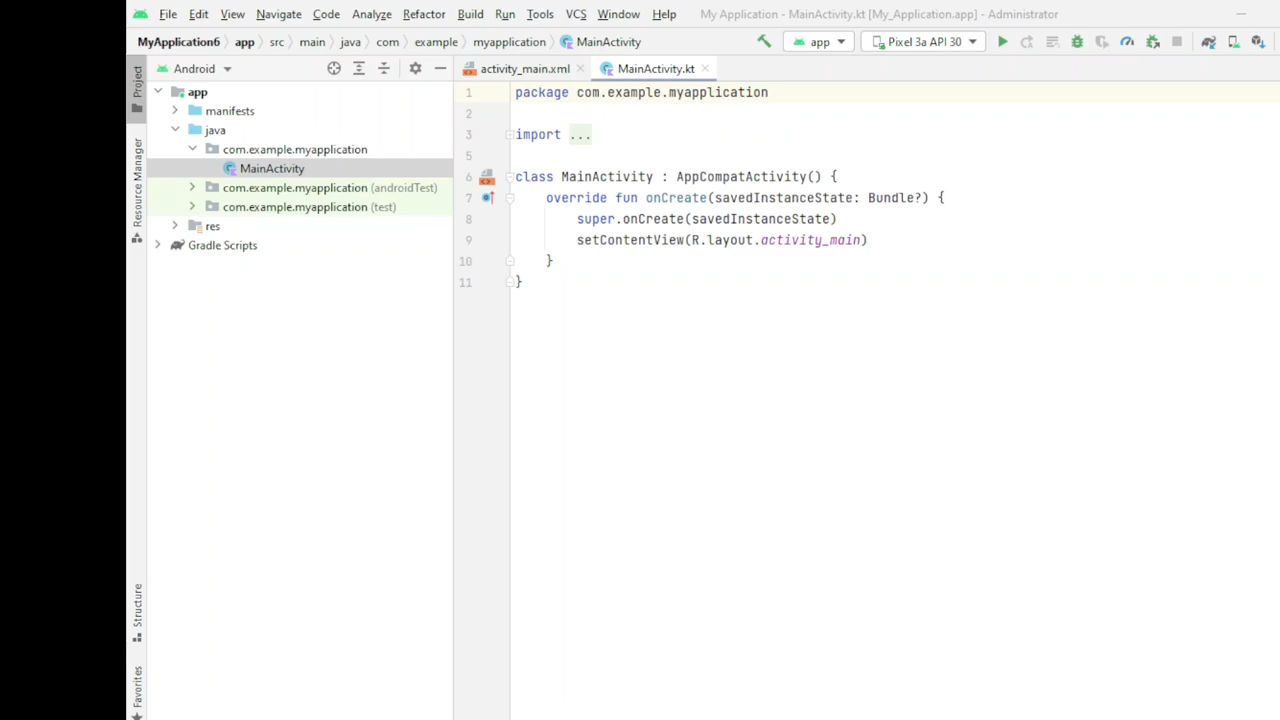 File Edit View Navigate Code Analyze Refactor Build Run Tools VCS Window Help My Application - MainActivity.kt [My_Application.app] - Administrator
MyApplication6 app src main java com example myapplication MainActivity app Pixel 3a API 30
Project
Resource Manager
Structure
Favorites
Android
app
manifests
java
com.example.myapplication
MainActivity
com.example.myapplication (androidTest)
com.example.myapplication (test)
res
Gradle Scripts
activity_main.xml MainActivity.kt
1 package com.example.myapplication
2
3 import ...
5
6 class MainActivity : AppCompatActivity() {
7 override fun onCreate(savedInstanceState: Bundle?) {
8 super.onCreate(savedInstanceState)
9 setContentView(R.layout.activity_main)
10 }
11 }